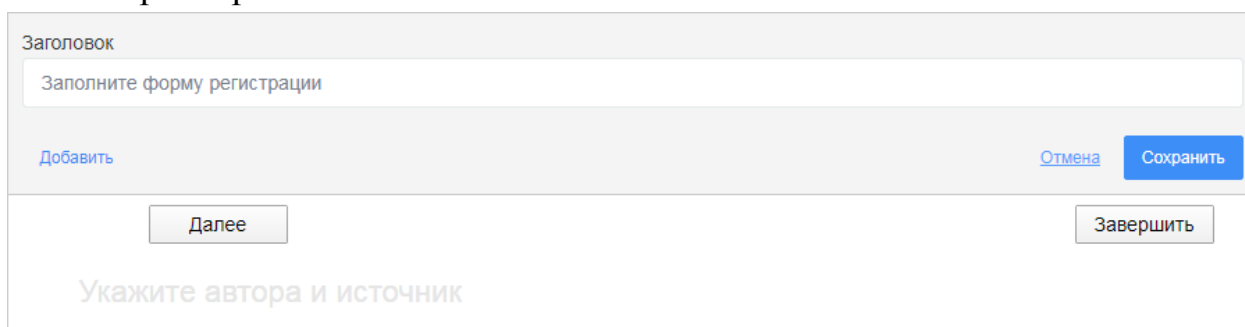 Заголовок
Заполните форму регистрации
Добавить Отмена Сохранить
Далее Завершить
Укажите автора и источник